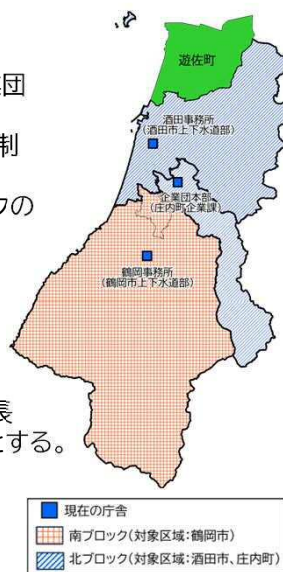 遊佐町
団
酒田事務所
(酒田市上下水道部)
制
企業団本部
(庄内町企業課)
の
鶴岡事務所
(鶴岡市上下水道部)
長
とする。
現在の庁舎
南ブロック(対象区域:鶴岡市)
北ブロック(対象区域:酒田市、庄内町)